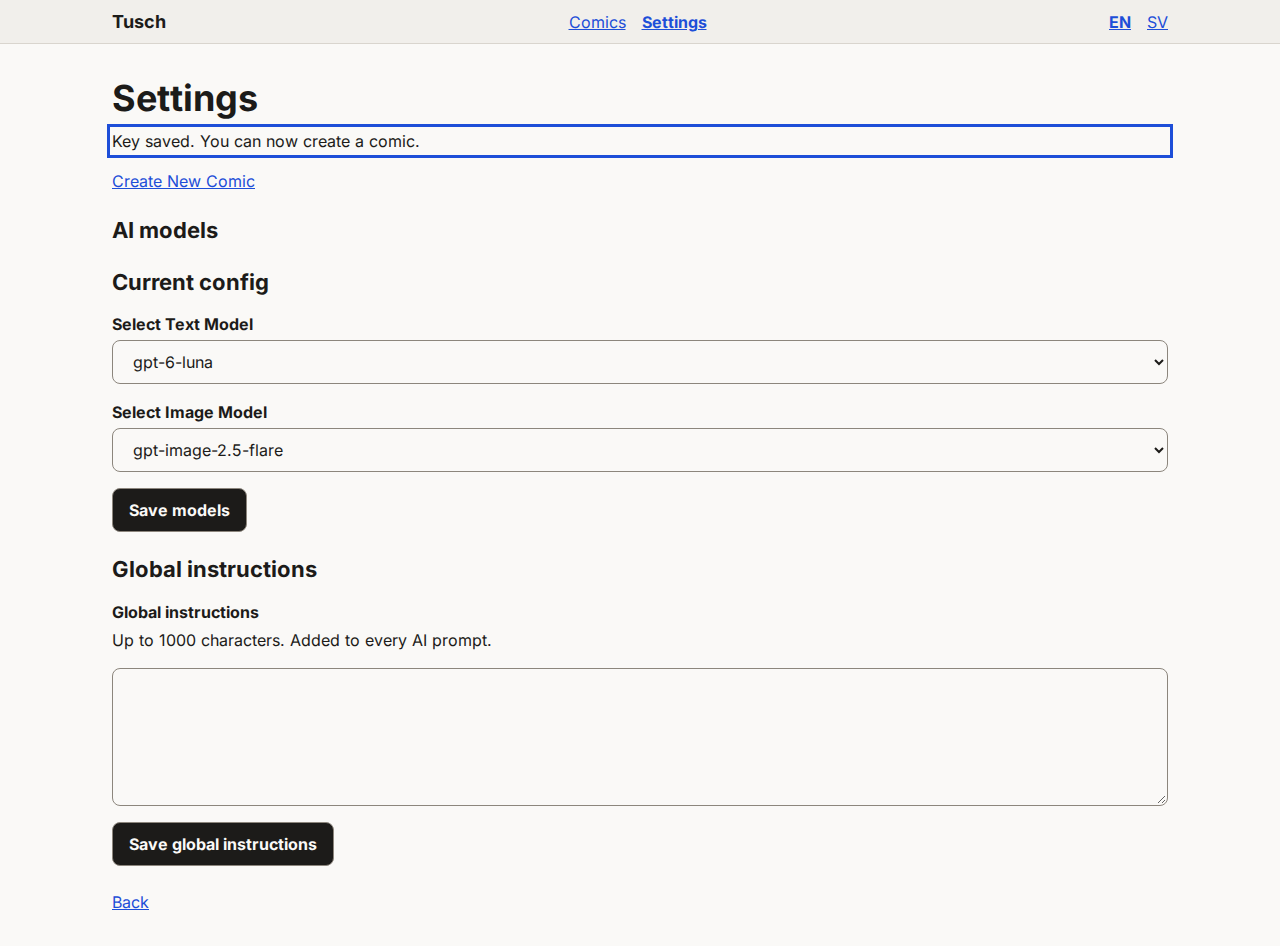 Tusch
Comics Settings
EN SV
Settings
Key saved. You can now create a comic.
Create New Comic
AI models
Current config
Select Text Model
gpt-6-luna
Select Image Model
gpt-image-2.5-flare
Save models
Global instructions
Global instructions
Up to 1000 characters. Added to every AI prompt.
Save global instructions
Back